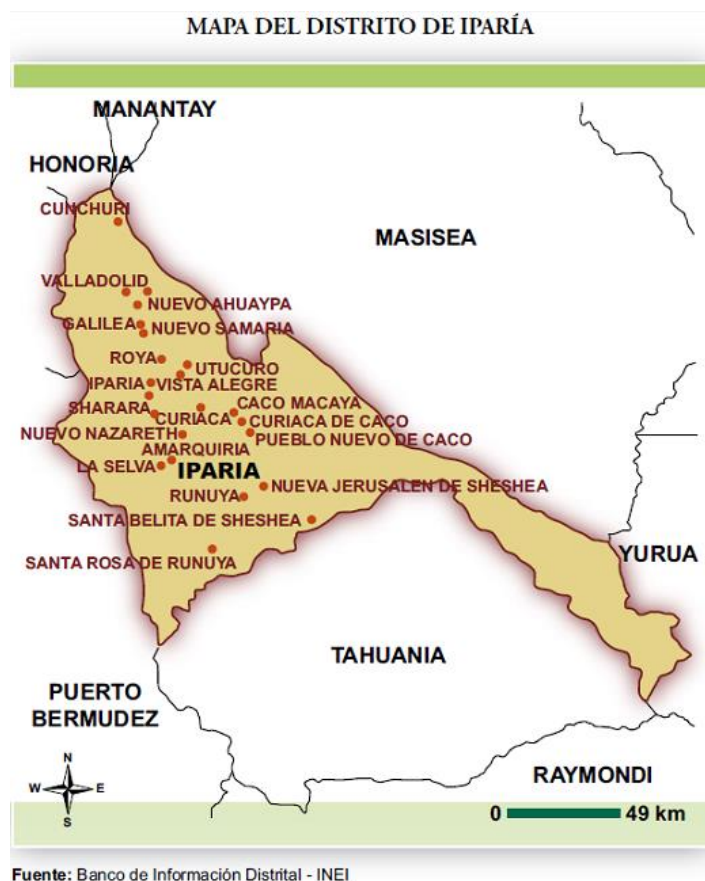 MAPA DEL DISTRITO DE IPARÍA
MANANTAY
HONORIA
CUNCHURI
MASISEA
VALLADOLID
NUEVO AHUAYPA
GALILEA
NUEVO SAMARIA
ROYA
UTUCURO
IPARIA
VISTA ALEGRE
SHARARA
CACO MACAYA
CURIACA
CURIACA DE CACO
NUEVO NAZARETH
PUEBLO NUEVO DE CACO
AMARQUIRIA
LA SELVA
IPARIA
NUEVA JERUSALEN DE SHESHEA
RUNUYA
SANTA BELITA DE SHESHEA
YURUA
SANTA ROSA DE RUNUYA
TAHUANIA
PUERTO
BERMUDEZ
N
W E
S
RAYMONDI
0 49 km
Fuente: Banco de Información Distrital - INEI